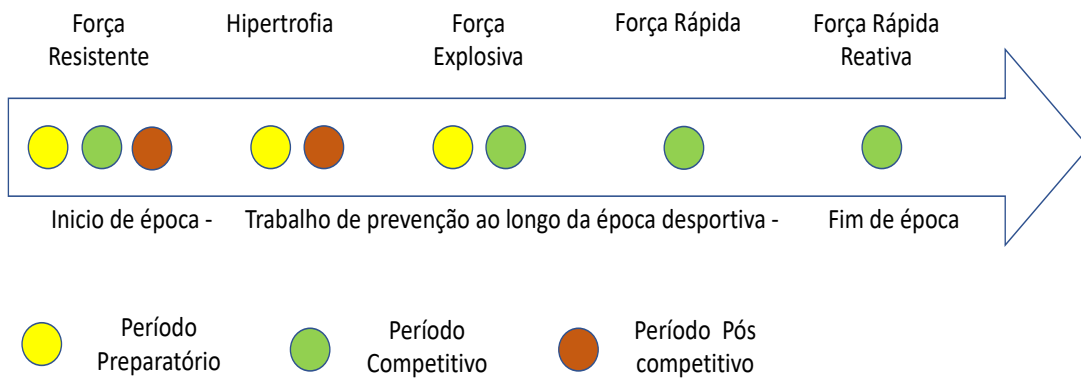 Força
Resistente
Hipertrofia
Força
Explosiva
Força Rápida
Força Rápida
Reativa
Inicio de época -
Trabalho de prevenção ao longo da época desportiva -
Fim de época
Período
Preparatório
Período
Competitivo
Período Pós
competitivo